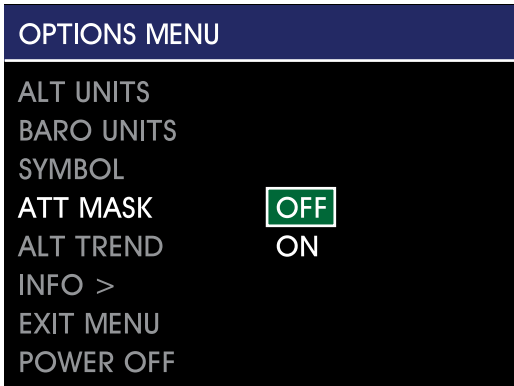 OPTIONS MENU
ALT UNITS
BARO UNITS
SYMBOL
ATT MASK OFF
ALT TREND ON
INFO >
EXIT MENU
POWER OFF